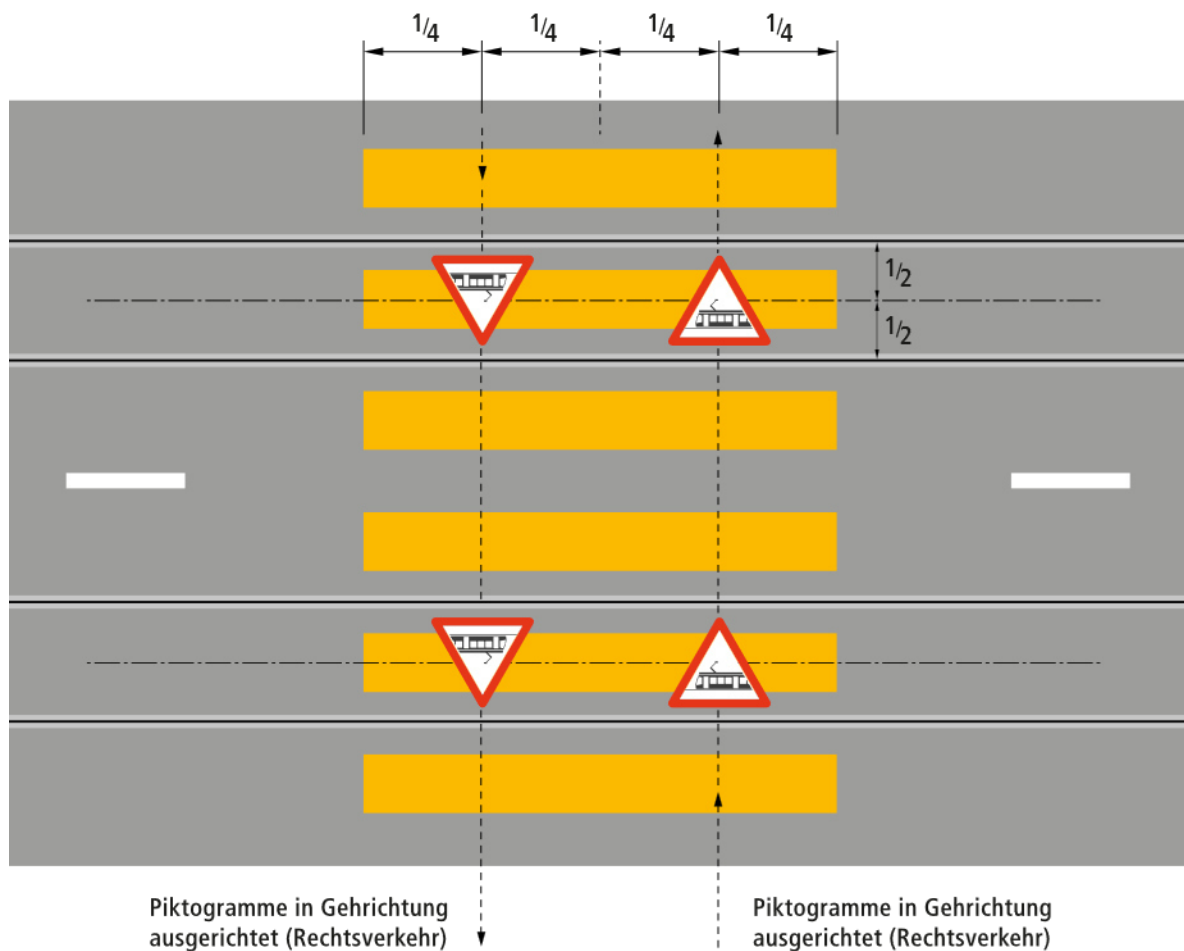 1/4 1/4 1/4 1/4
1/2
1/2
Piktogramme in Gehrichtung
ausgerichtet (Rechtsverkehr)
Piktogramme in Gehrichtung
ausgerichtet (Rechtsverkehr)